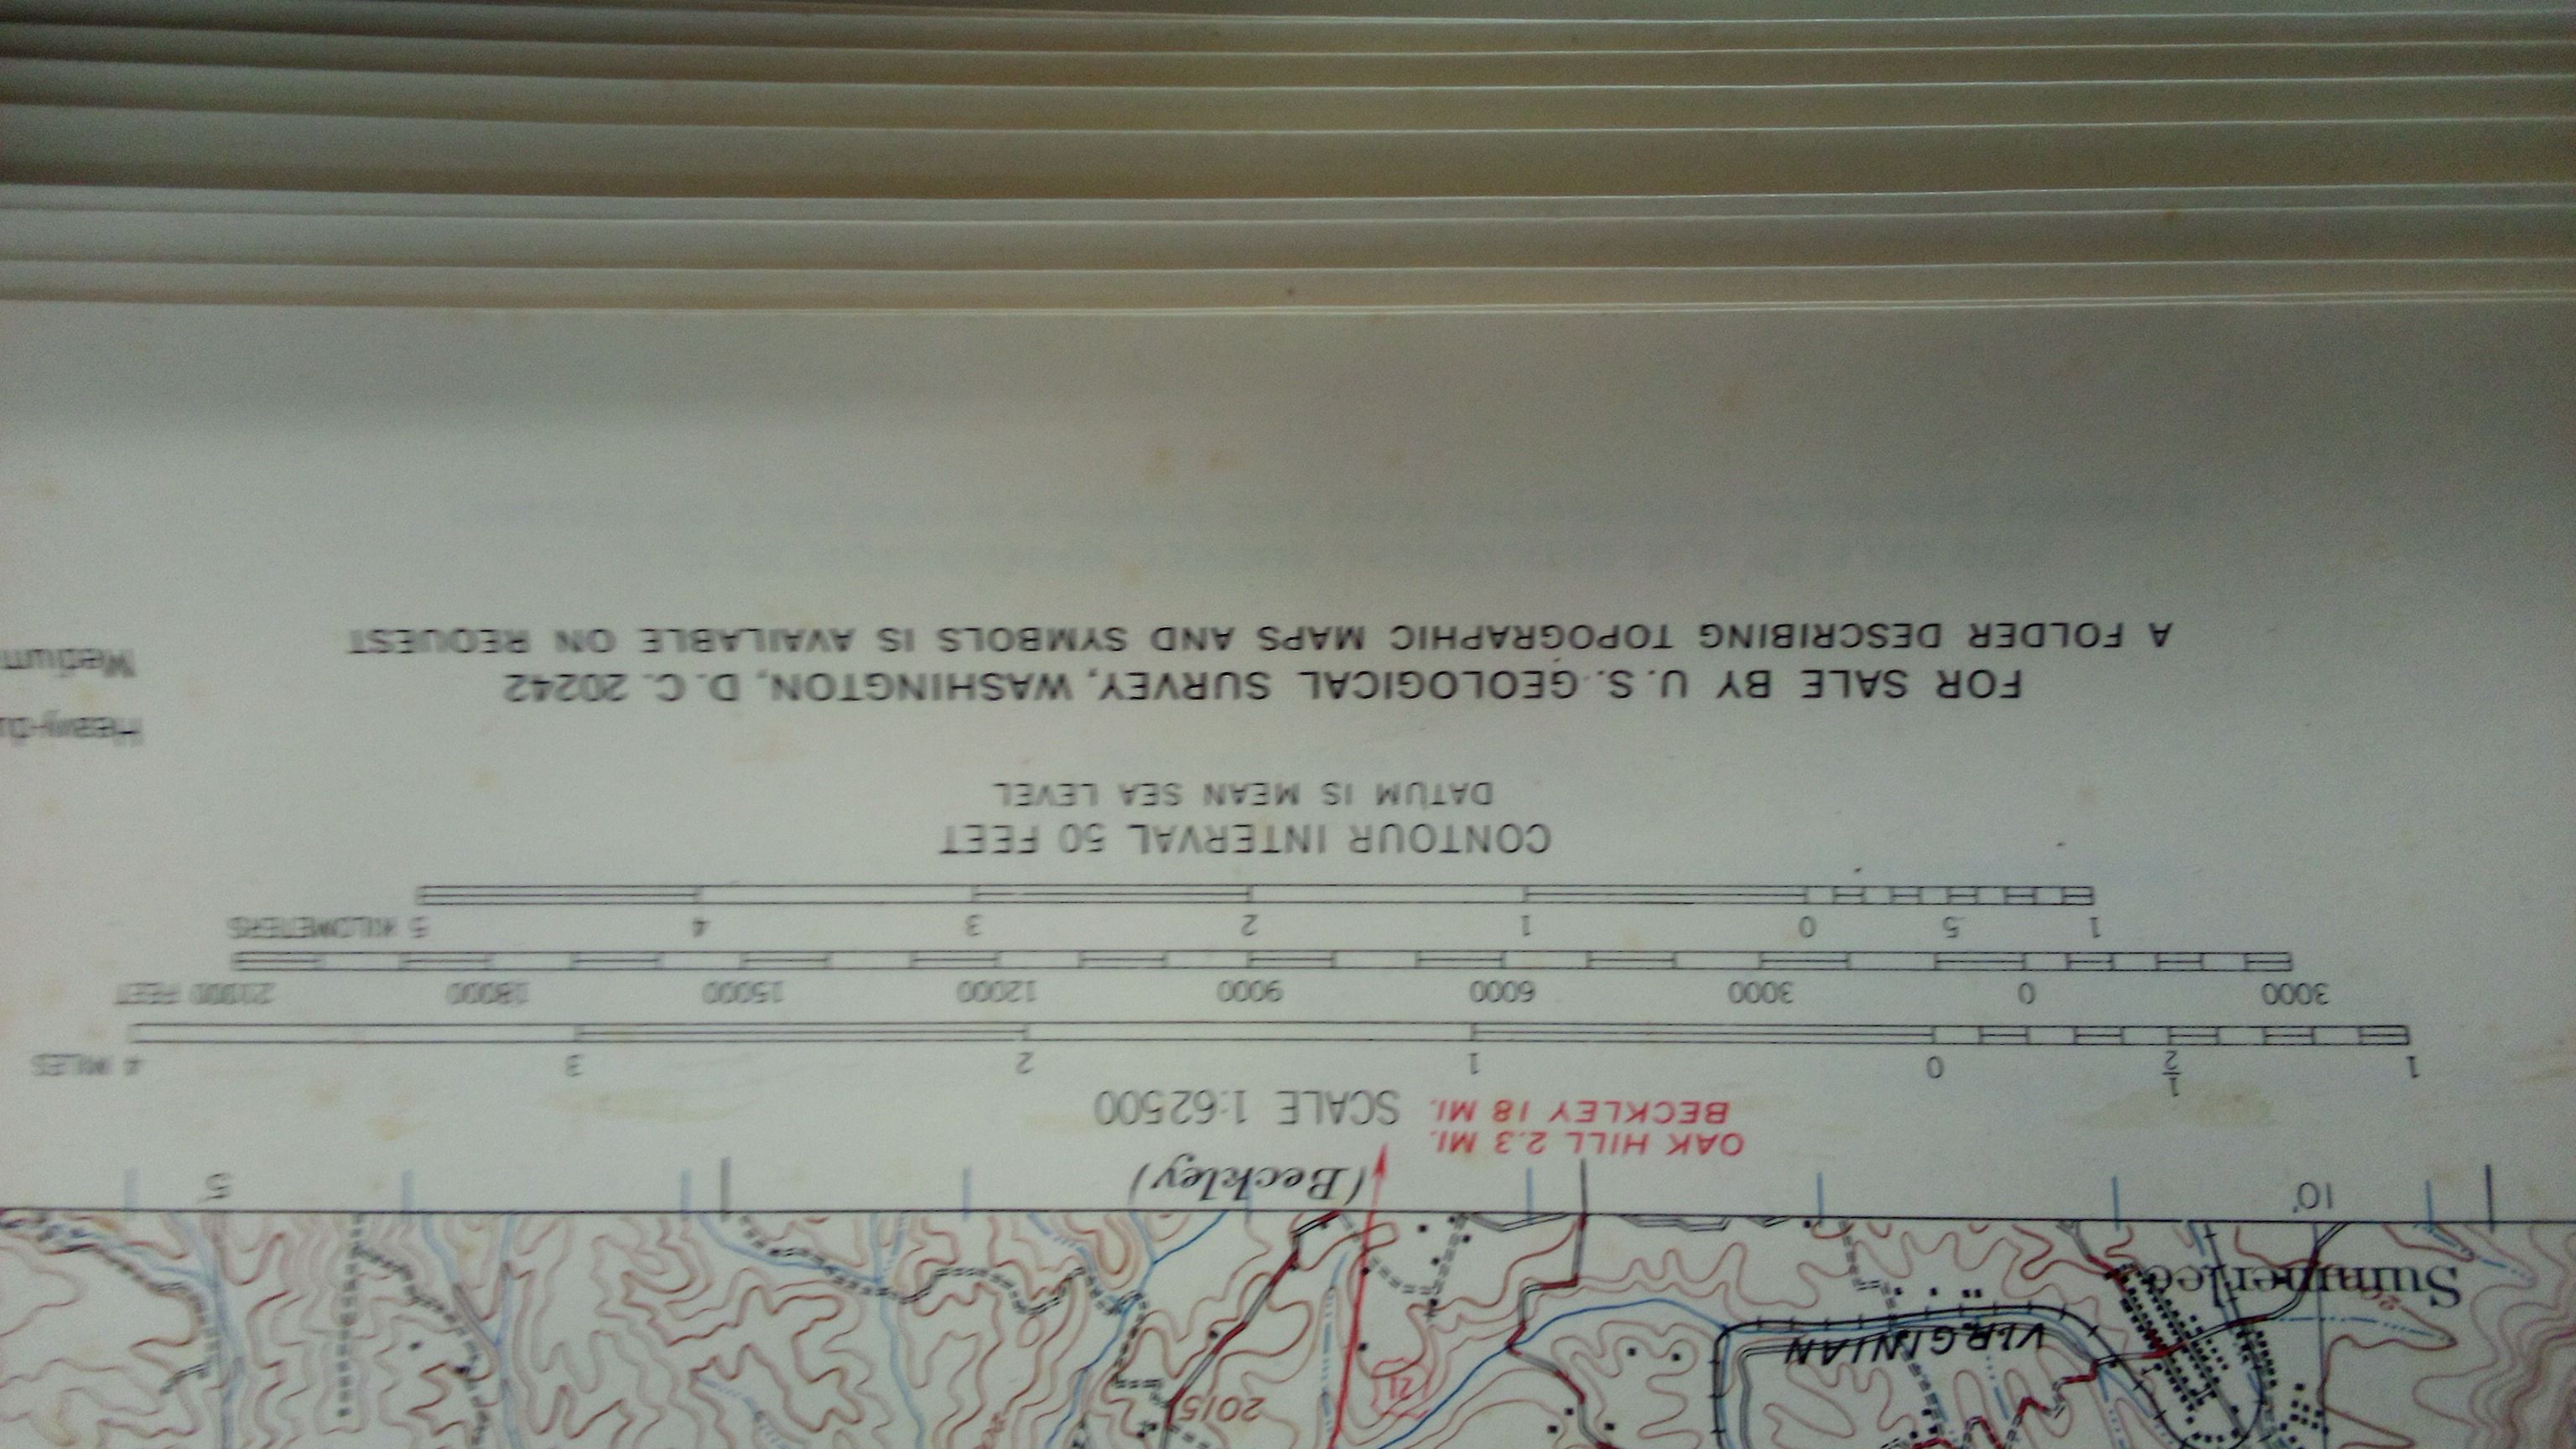 Summerlee
VIRGINIAN
2015
10'
5
(Beckley)
OAK HILL 2.3 MI.
BECKLEY 18 MI.
SCALE 1:62500
1 1/2 0 1 2 3 4 MILES
3000 0 3000 6000 9000 12000 15000 18000 21000 FEET
1 .5 0 1 2 3 4 5 KILOMETERS
CONTOUR INTERVAL 50 FEET
DATUM IS MEAN SEA LEVEL
FOR SALE BY U.S. GEOLOGICAL SURVEY, WASHINGTON, D.C. 20242
A FOLDER DESCRIBING TOPOGRAPHIC MAPS AND SYMBOLS IS AVAILABLE ON REQUEST
Heavy-du
Medium